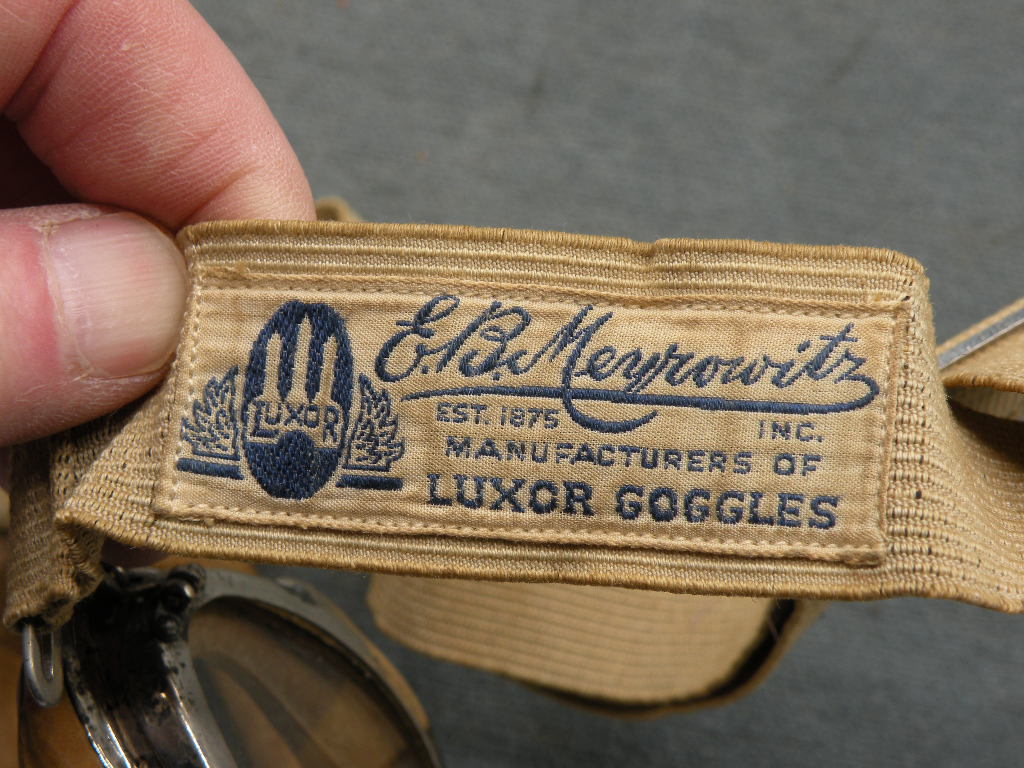 LUXOR
E.B. Meyrowitz
EST. 1875 INC.
MANUFACTURERS OF
LUXOR GOGGLES